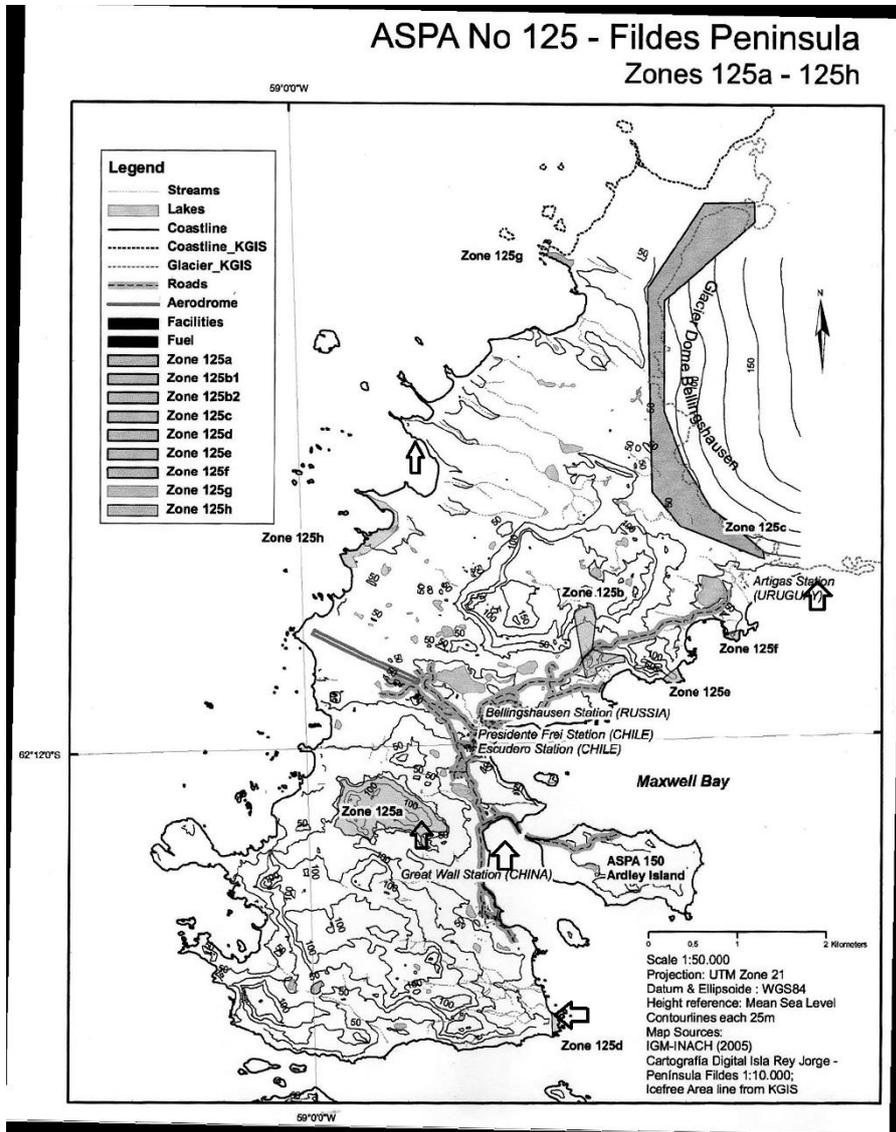 ASPA No 125 - Fildes Peninsula
Zones 125a - 125h
59°0'0"W
Legend
Streams
Lakes
Coastline
Coastline_KGIS
Glacier_KGIS
Roads
Aerodrome
Facilities
Fuel
Zone 125a
Zone 125b1
Zone 125b2
Zone 125c
Zone 125d
Zone 125e
Zone 125f
Zone 125g
Zone 125h
Zone 125g
N
Glacier Dome Bellingshausen
150
Zone 125h
Zone 125c
Artigas Station
(URUGUAY)
Zone 125b
Zone 125f
Zone 125e
Bellingshausen Station (RUSSIA)
Presidente Frei Station (CHILE)
Escudero Station (CHILE)
62°12'0"S
Maxwell Bay
Zone 125a
ASPA 150
Ardley Island
Great Wall Station (CHINA)
Zone 125d
0 0.5 1 2 Kilometers
Scale 1:50.000
Projection: UTM Zone 21
Datum & Ellipsoide : WGS84
Height reference: Mean Sea Level
Contourlines each 25m
Map Sources:
IGM-INACH (2005)
Cartografía Digital Isla Rey Jorge -
Península Fildes 1:10.000;
Icefree Area line from KGIS
59°0'0"W